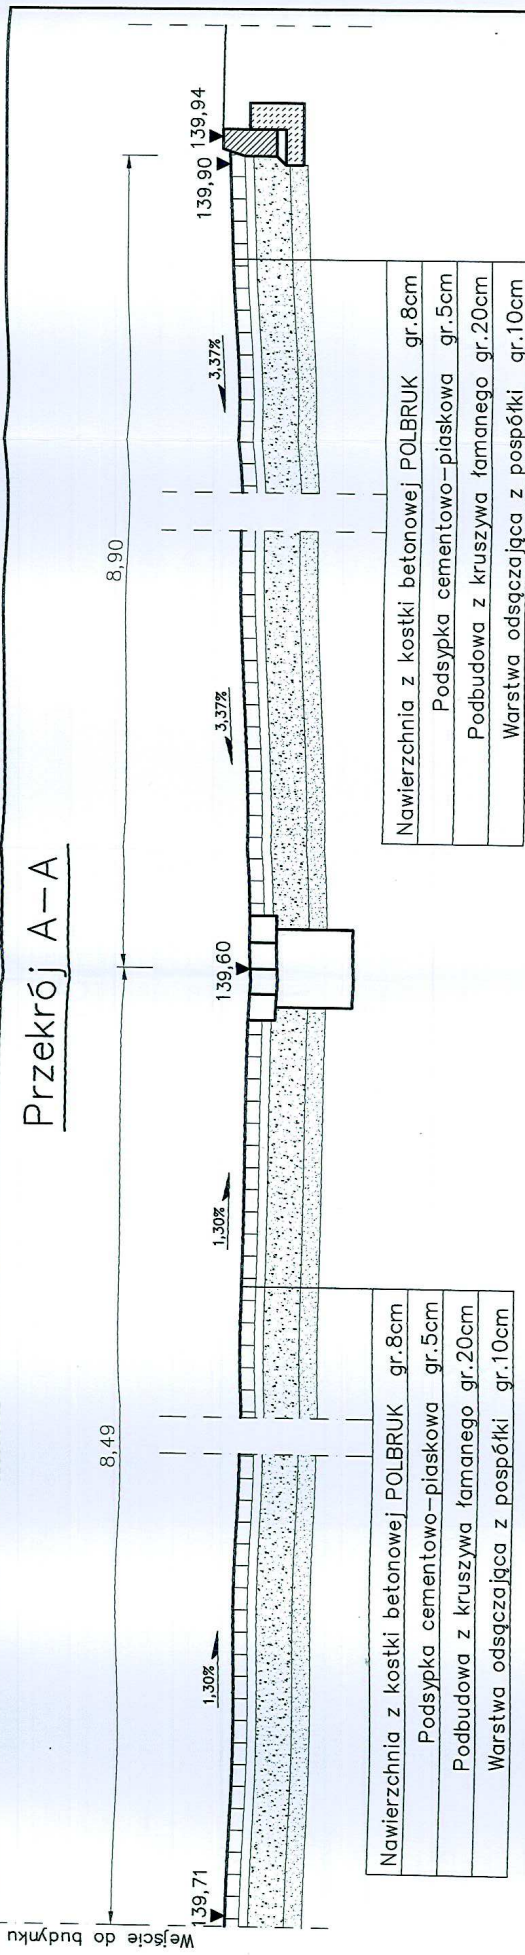 Przekrój A-A
8,49
8,90
Wejście do budynku
139,71
1,30%
1,30%
139,60
3,37%
3,37%
139,90
139,94
Nawierzchnia z kostki betonowej POLBRUK gr.8cm
Podsypka cementowo-piaskowa gr.5cm
Podbudowa z kruszywa łamanego gr.20cm
Warstwa odsączająca z pospółki gr.10cm
Nawierzchnia z kostki betonowej POLBRUK gr.8cm
Podsypka cementowo-piaskowa gr.5cm
Podbudowa z kruszywa łamanego gr.20cm
Warstwa odsączająca z pospółki gr.10cm